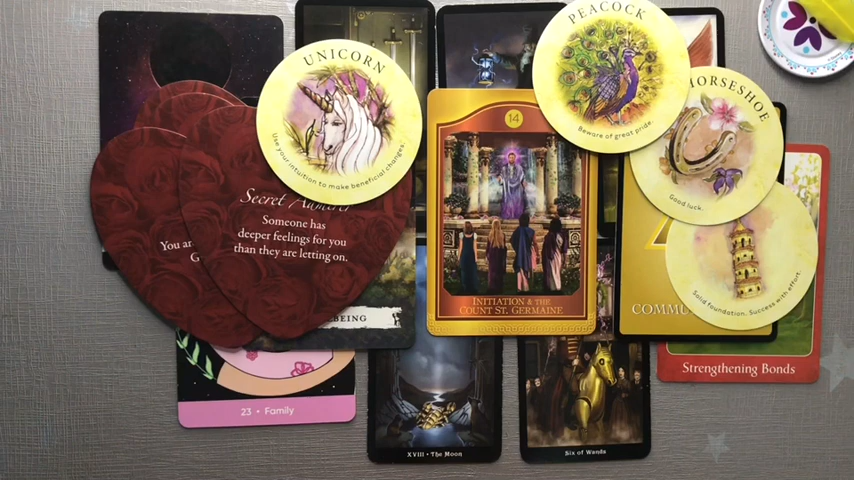 UNICORN
Use your intuition to make beneficial changes.
PEACOCK
Beware of great pride.
HORSESHOE
Good luck.
Solid foundation. Success with effort.
14
Secret Admirer
Someone has
deeper feelings for you
than they are letting on.
You
BEING
INITIATION & THE
COUNT ST. GERMAINE
COMMU
Strengthening Bonds
23 • Family
XVIII • The Moon
Six of Wands